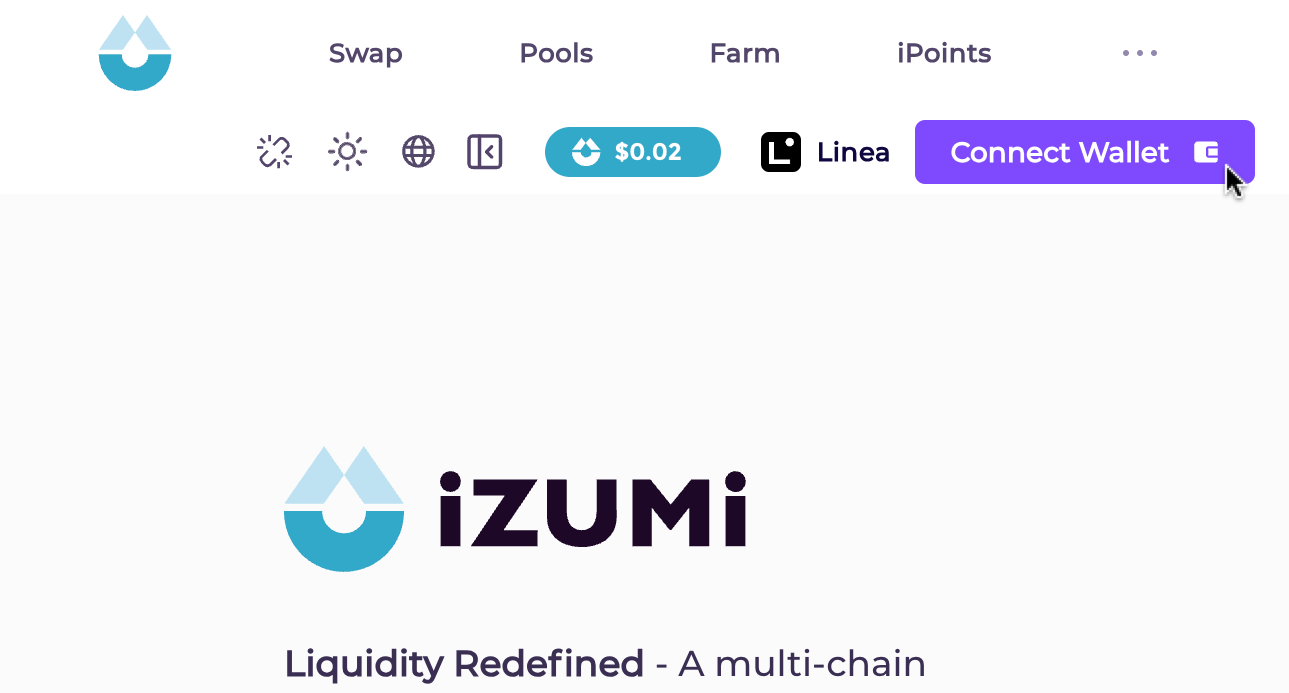 Swap Pools Farm iPoints
$0.02 Linea Connect Wallet
iZUMi
Liquidity Redefined - A multi-chain